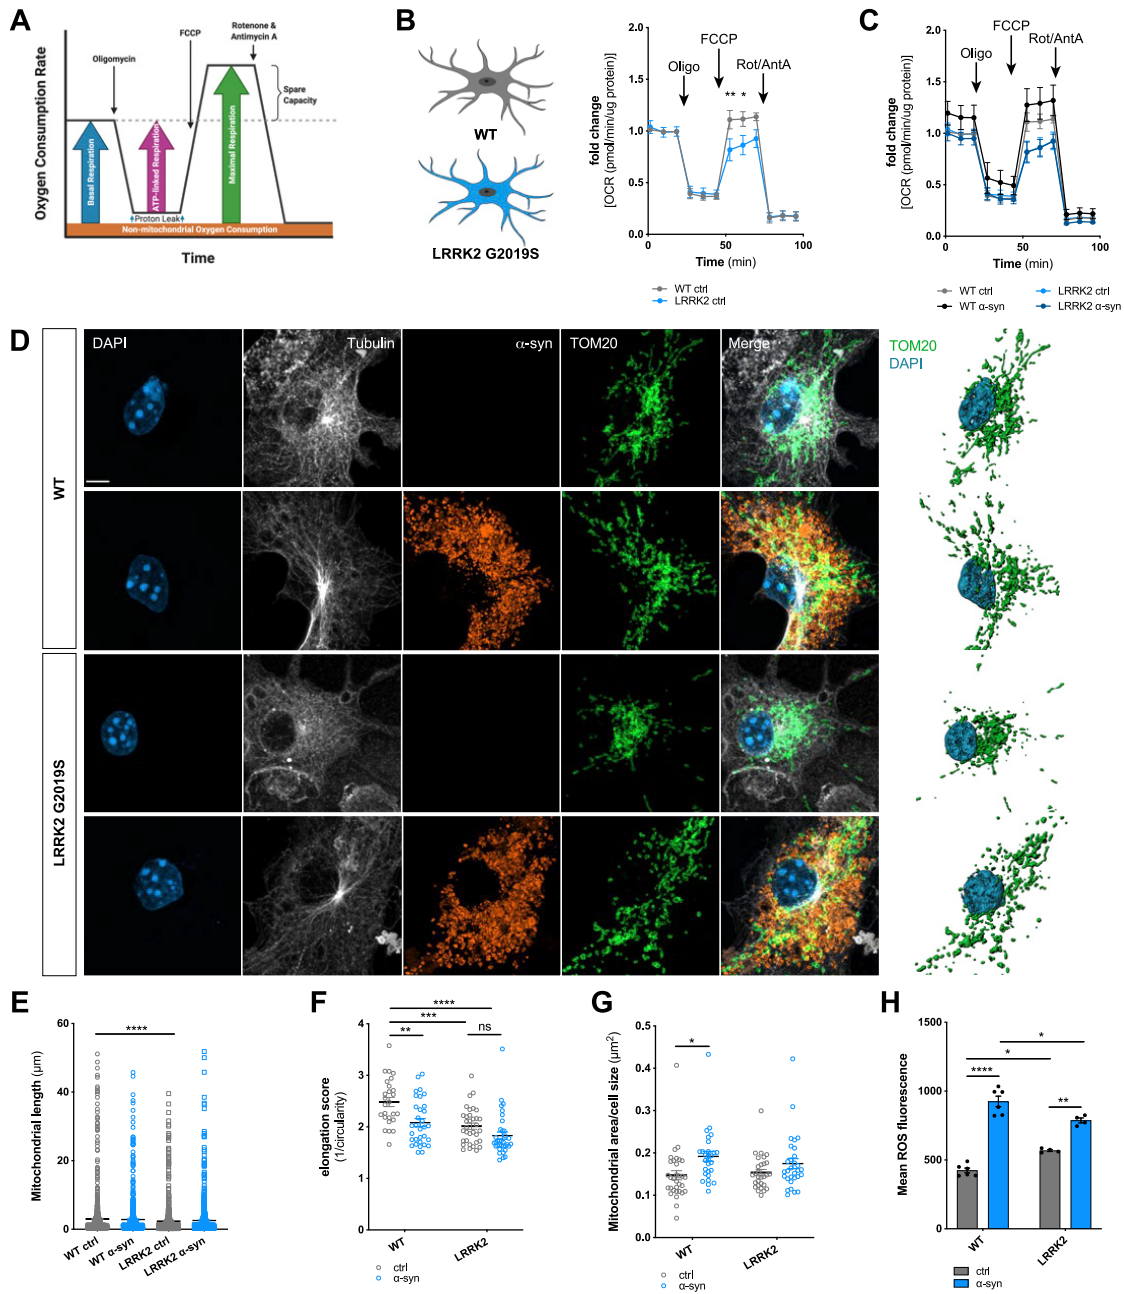 A
Oxygen Consumption Rate
Oligomycin
FCCP
Rotenone &
Antimycin A
Spare
Capacity
Basal Respiration
ATP-linked Respiration
Maximal Respiration
Proton Leak
Non-mitochondrial Oxygen Consumption
Time
B
WT
LRRK2 G2019S
fold change
[OCR (pmol/min/ug protein)]
2.0
1.5
1.0
0.5
0.0
Oligo
FCCP
Rot/AntA
** *
0 50 100
Time (min)
WT ctrl
LRRK2 ctrl
C
fold change
[OCR (pmol/min/ug protein)]
2.0
1.5
1.0
0.5
0.0
Oligo
FCCP
Rot/AntA
0 50 100
Time (min)
WT ctrl
LRRK2 ctrl
WT α-syn
LRRK2 α-syn
D
WT
LRRK2 G2019S
DAPI
Tubulin
α-syn
TOM20
Merge
TOM20
DAPI
E
Mitochondrial length (μm)
60
40
20
0
****
WT ctrl
WT α-syn
LRRK2 ctrl
LRRK2 α-syn
F
elongation score
(1/circularity)
4
3
2
1
0
****
***
**
ns
WT LRRK2
ctrl
α-syn
G
Mitochondrial area/cell size (μm²)
0.5
0.4
0.3
0.2
0.1
0.0
*
WT LRRK2
ctrl
α-syn
H
Mean ROS fluorescence
1500
1000
500
0
*
*
****
**
WT
LRRK2
ctrl
α-syn